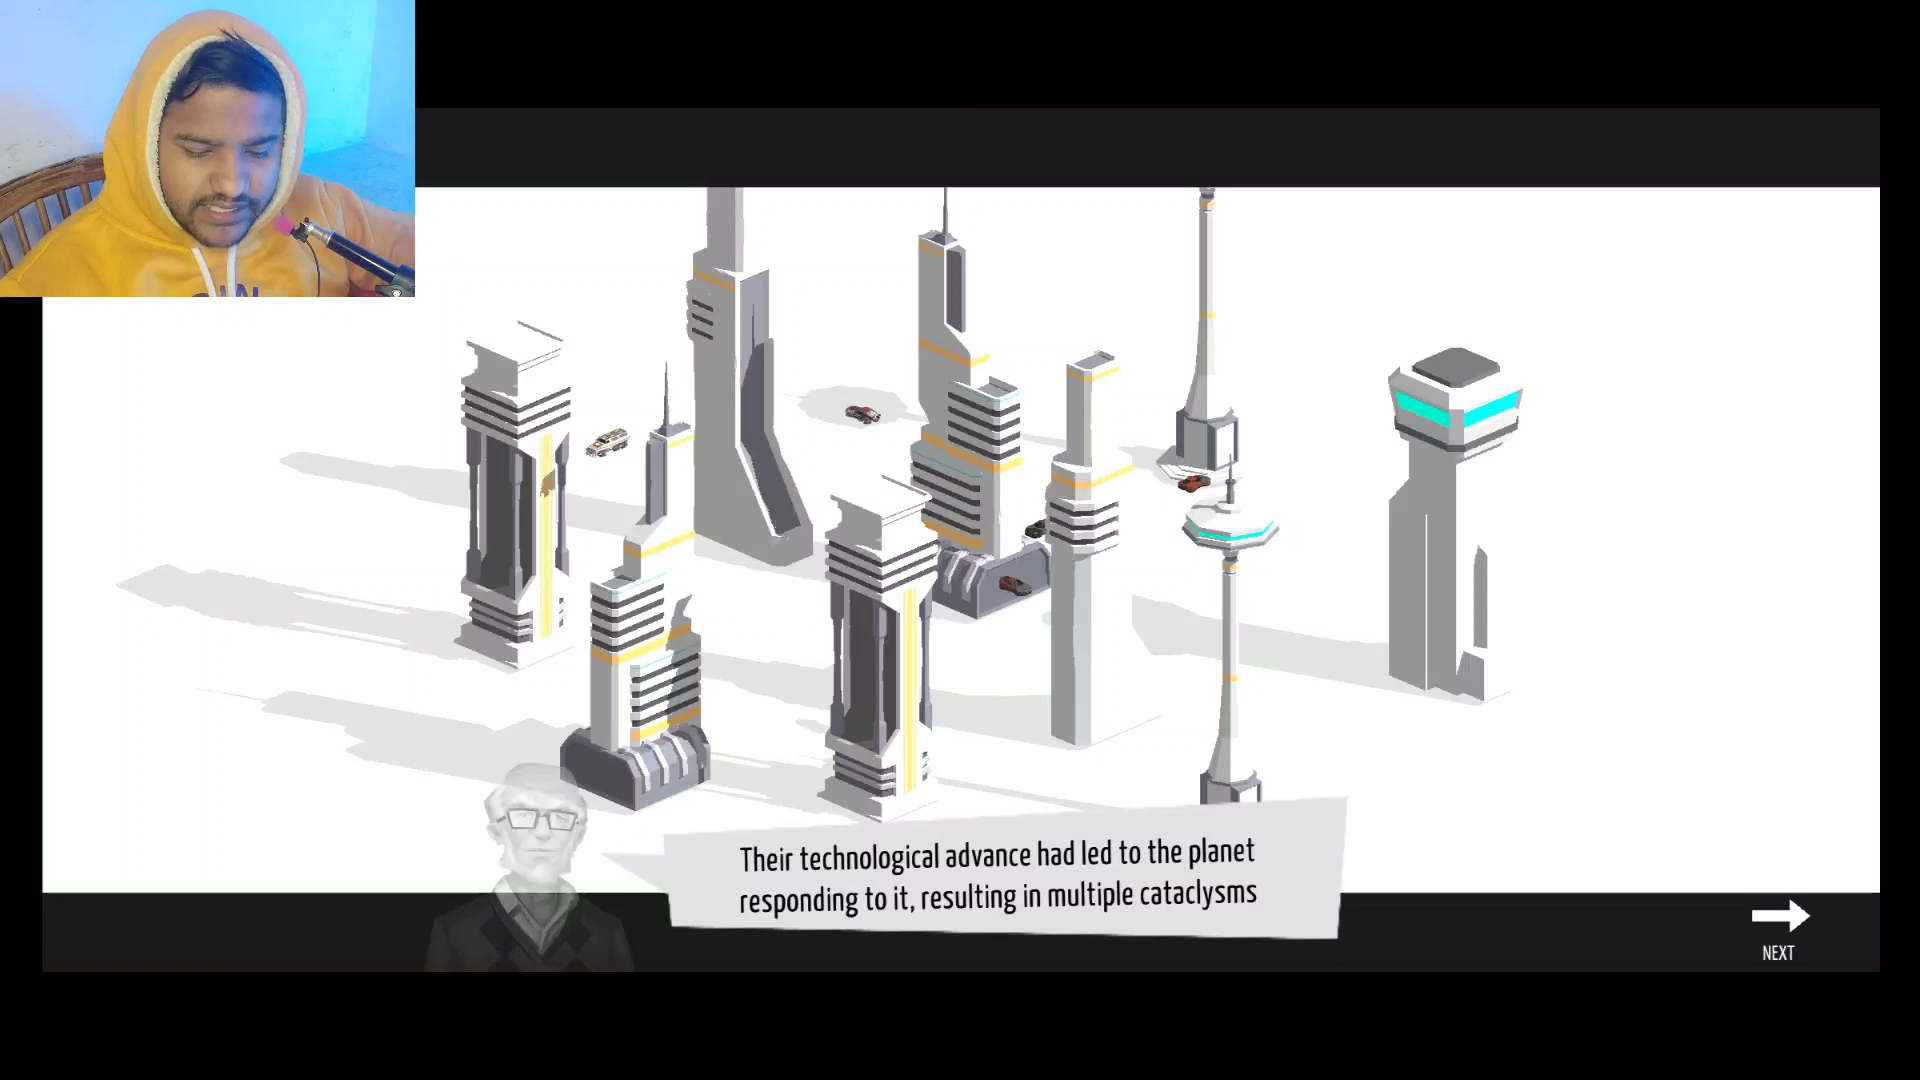 Their technological advance had led to the planet
responding to it, resulting in multiple cataclysms
NEXT